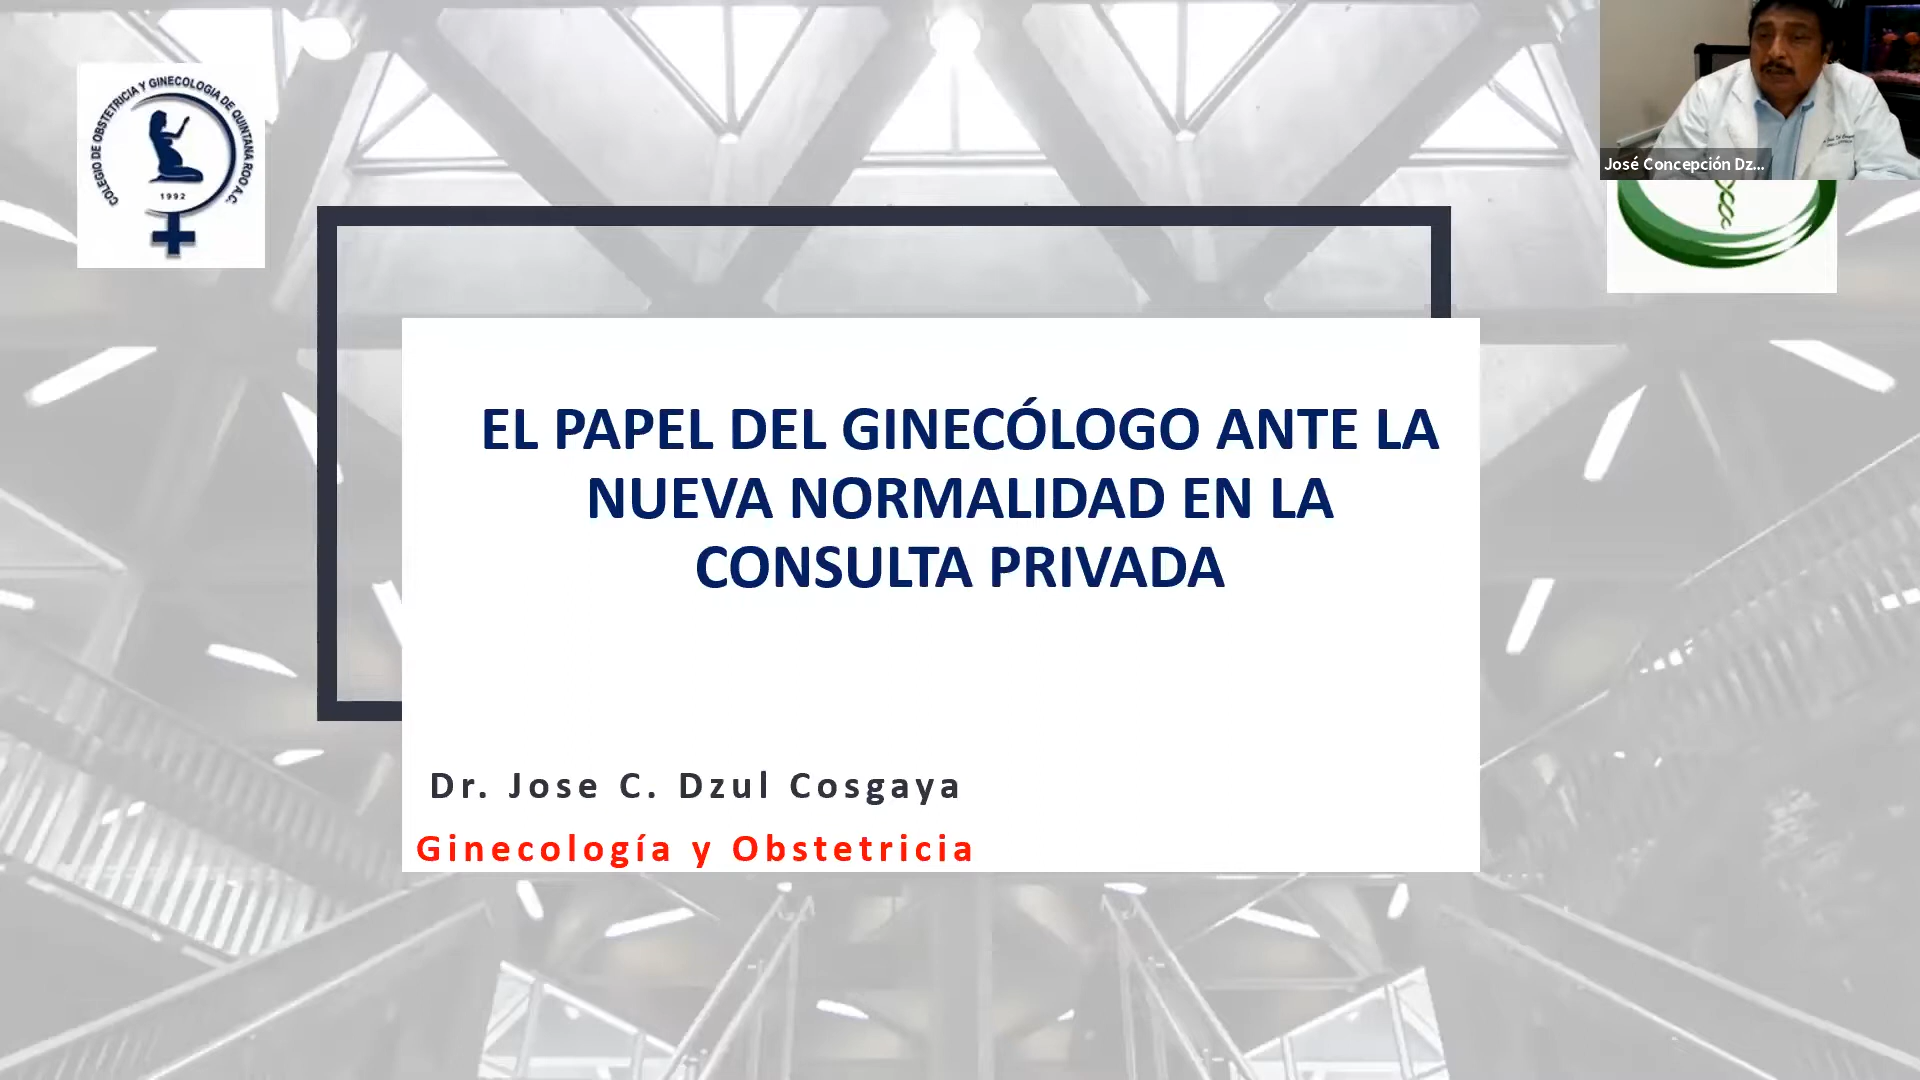 COLEGIO DE OBSTETRICIA Y GINECOLOGIA DE QUINTANA ROO A.C.
1992
José Concepción Dz...
EL PAPEL DEL GINECÓLOGO ANTE LA
NUEVA NORMALIDAD EN LA
CONSULTA PRIVADA
Dr. Jose C. Dzul Cosgaya
Ginecología y Obstetricia